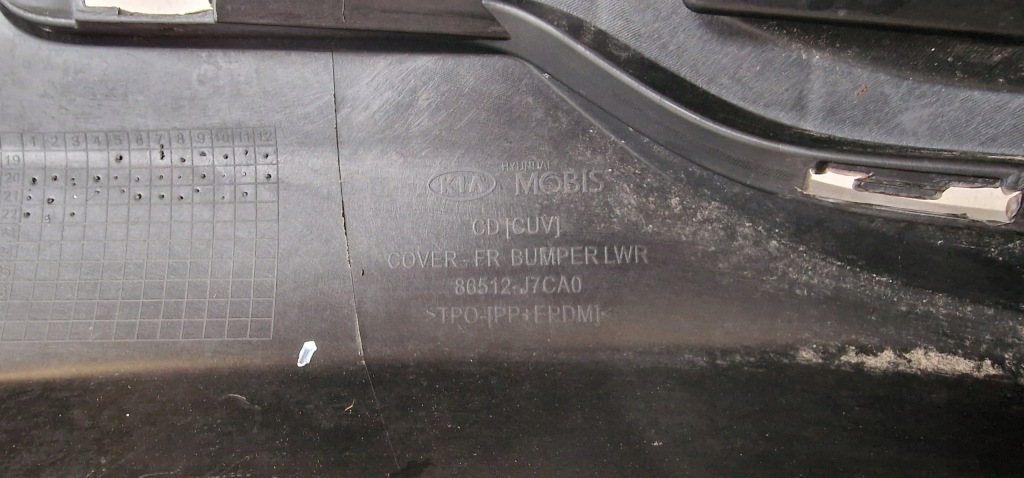 1 2 3 4 5 6 7 8 9 10 11 12
19
20
21
22
HYUNDAI
KIA MOBIS
CD [CUV]
COVER - FR BUMPER LWR
86512-J7CA0
>TPO-[PP+EPDM]<